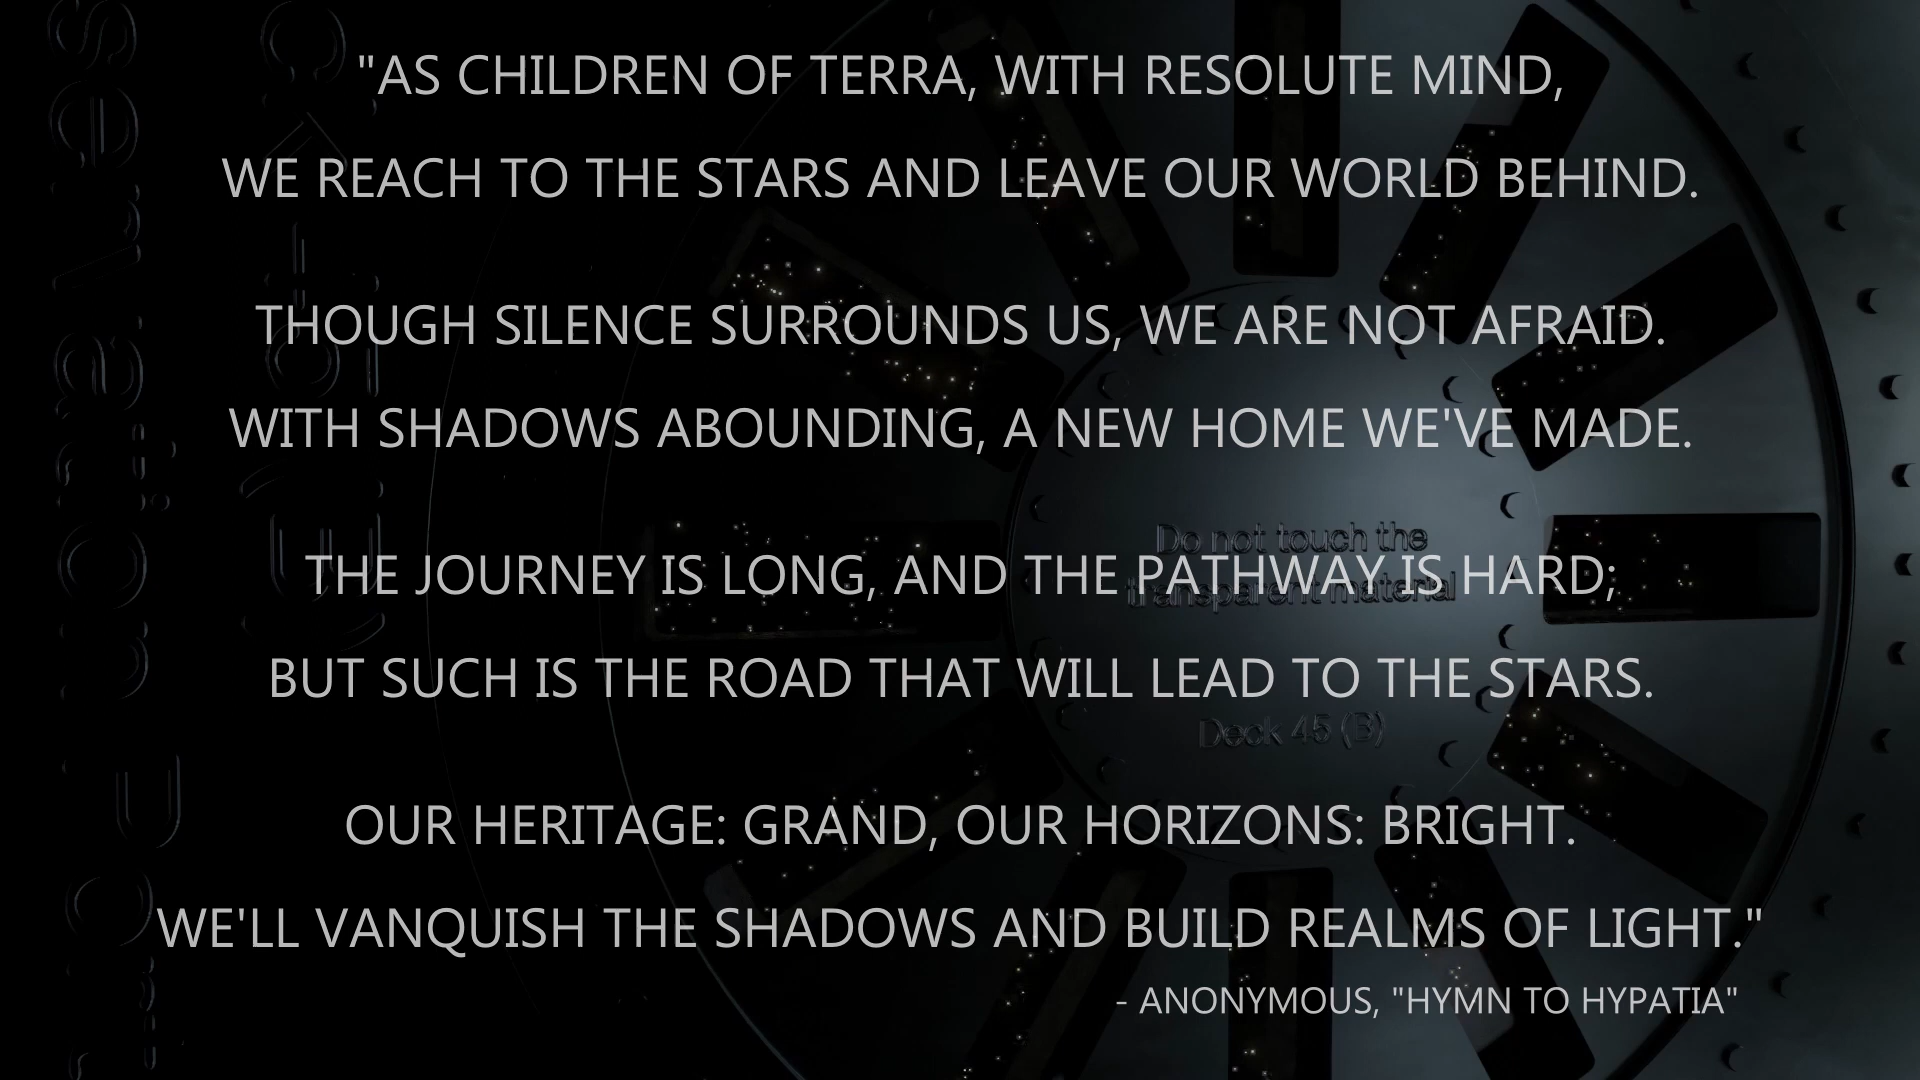 "AS CHILDREN OF TERRA, WITH RESOLUTE MIND,
WE REACH TO THE STARS AND LEAVE OUR WORLD BEHIND.
THOUGH SILENCE SURROUNDS US, WE ARE NOT AFRAID.
WITH SHADOWS ABOUNDING, A NEW HOME WE'VE MADE.
THE JOURNEY IS LONG, AND THE PATHWAY IS HARD;
BUT SUCH IS THE ROAD THAT WILL LEAD TO THE STARS.
OUR HERITAGE: GRAND, OUR HORIZONS: BRIGHT.
WE'LL VANQUISH THE SHADOWS AND BUILD REALMS OF LIGHT."
- ANONYMOUS, "HYMN TO HYPATIA"
Do not touch the
transparent material
Deck 45 (B)